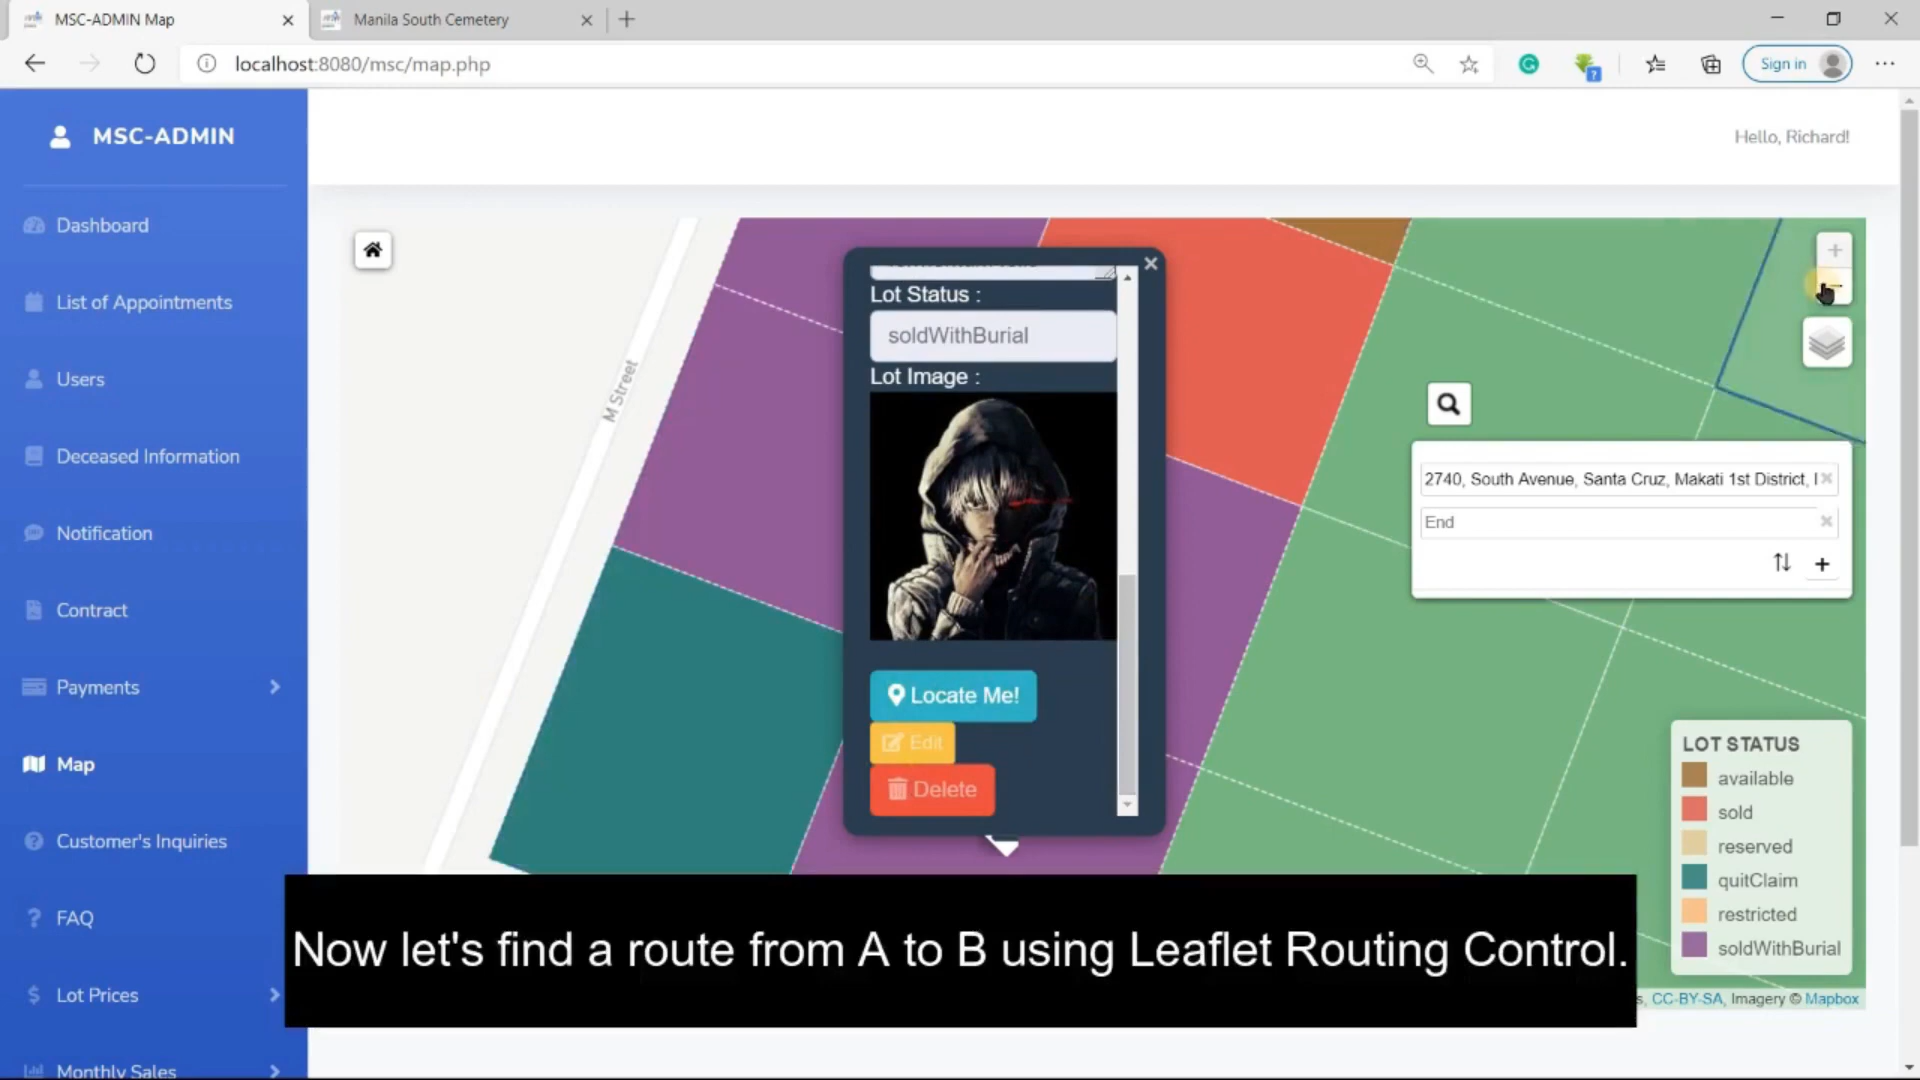 MSC-ADMIN Map
Manila South Cemetery
localhost:8080/msc/map.php
Sign in
MSC-ADMIN
Hello, Richard!
Dashboard
List of Appointments
Users
Deceased Information
Notification
Contract
Payments
Map
Customer's Inquiries
FAQ
Lot Prices
Monthly Sales
M Street
Lot Status :
soldWithBurial
Lot Image :
Locate Me!
Edit
Delete
2740, South Avenue, Santa Cruz, Makati 1st District,
End
LOT STATUS
available
sold
reserved
quitClaim
restricted
soldWithBurial
CC-BY-SA, Imagery © Mapbox
Now let's find a route from A to B using Leaflet Routing Control.